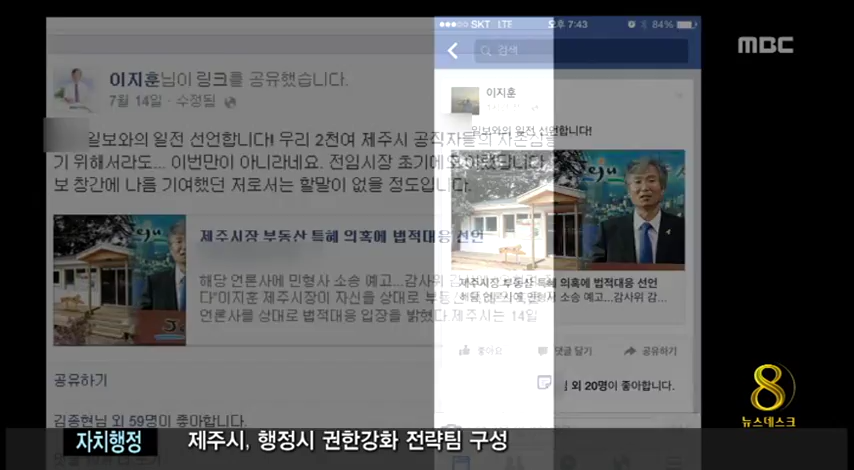 SKT LTE 오후 7:43 84%
MBC
검색
이지훈님이 링크를 공유했습니다.
7월 14일 · 수정됨
일보와의 일전 선언합니다! 우리 2천여 제주시 공직자들의 자존심을
기 위해서라도... 이번만이 아니라네요. 전임시장 초기에도 이랬답니다
보 창간에 나름 기여했던 저로서는 할말이 없을 정도입니다.
제주시장 부동산 특혜 의혹에 법적대응 선언
해당 언론사에 민형사 소송 예고...감사위
다"이지훈 제주시장이 자신을 상대로 부동산
언론사를 상대로 법적대응 입장을 밝혔다.제주시는 14일
공유하기
김종현님 외 59명이 좋아합니다.
이지훈
일보와의 일전 선언합니다!
제주시장 부동산 특혜 의혹에 법적대응 선언
해당 언론사에 민형사 소송 예고...감사위 감...
좋아요 댓글 달기 공유하기
외 20명이 좋아합니다.
8
뉴스데스크
자치행정 제주시, 행정시 권한강화 전략팀 구성